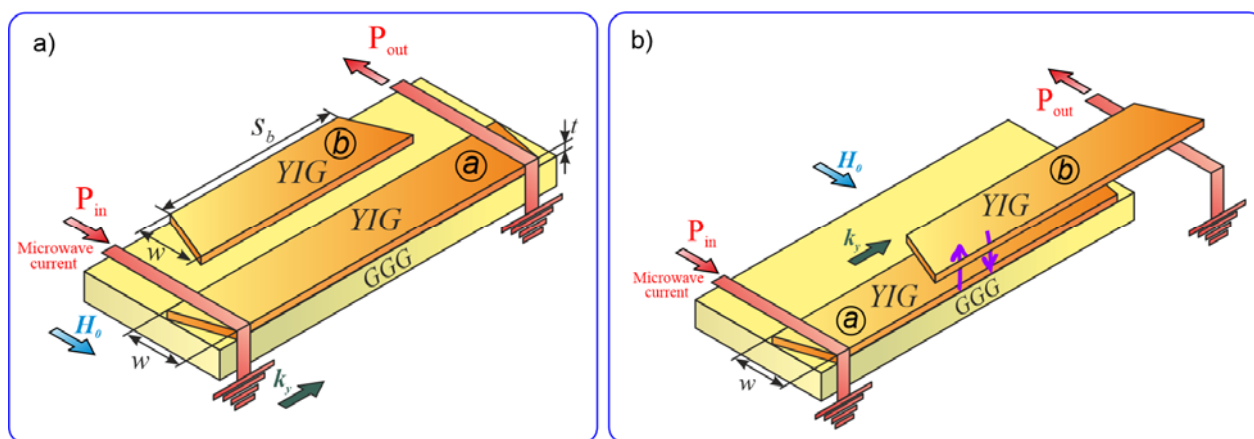 a)
P_out
S_b
b
t
YIG
a
P_in
YIG
Microwave
current
w
GGG
H_0
w
k_y
b)
P_out
H_0
b
P_in
k_y
YIG
Microwave
current
YIG
GGG
a
w